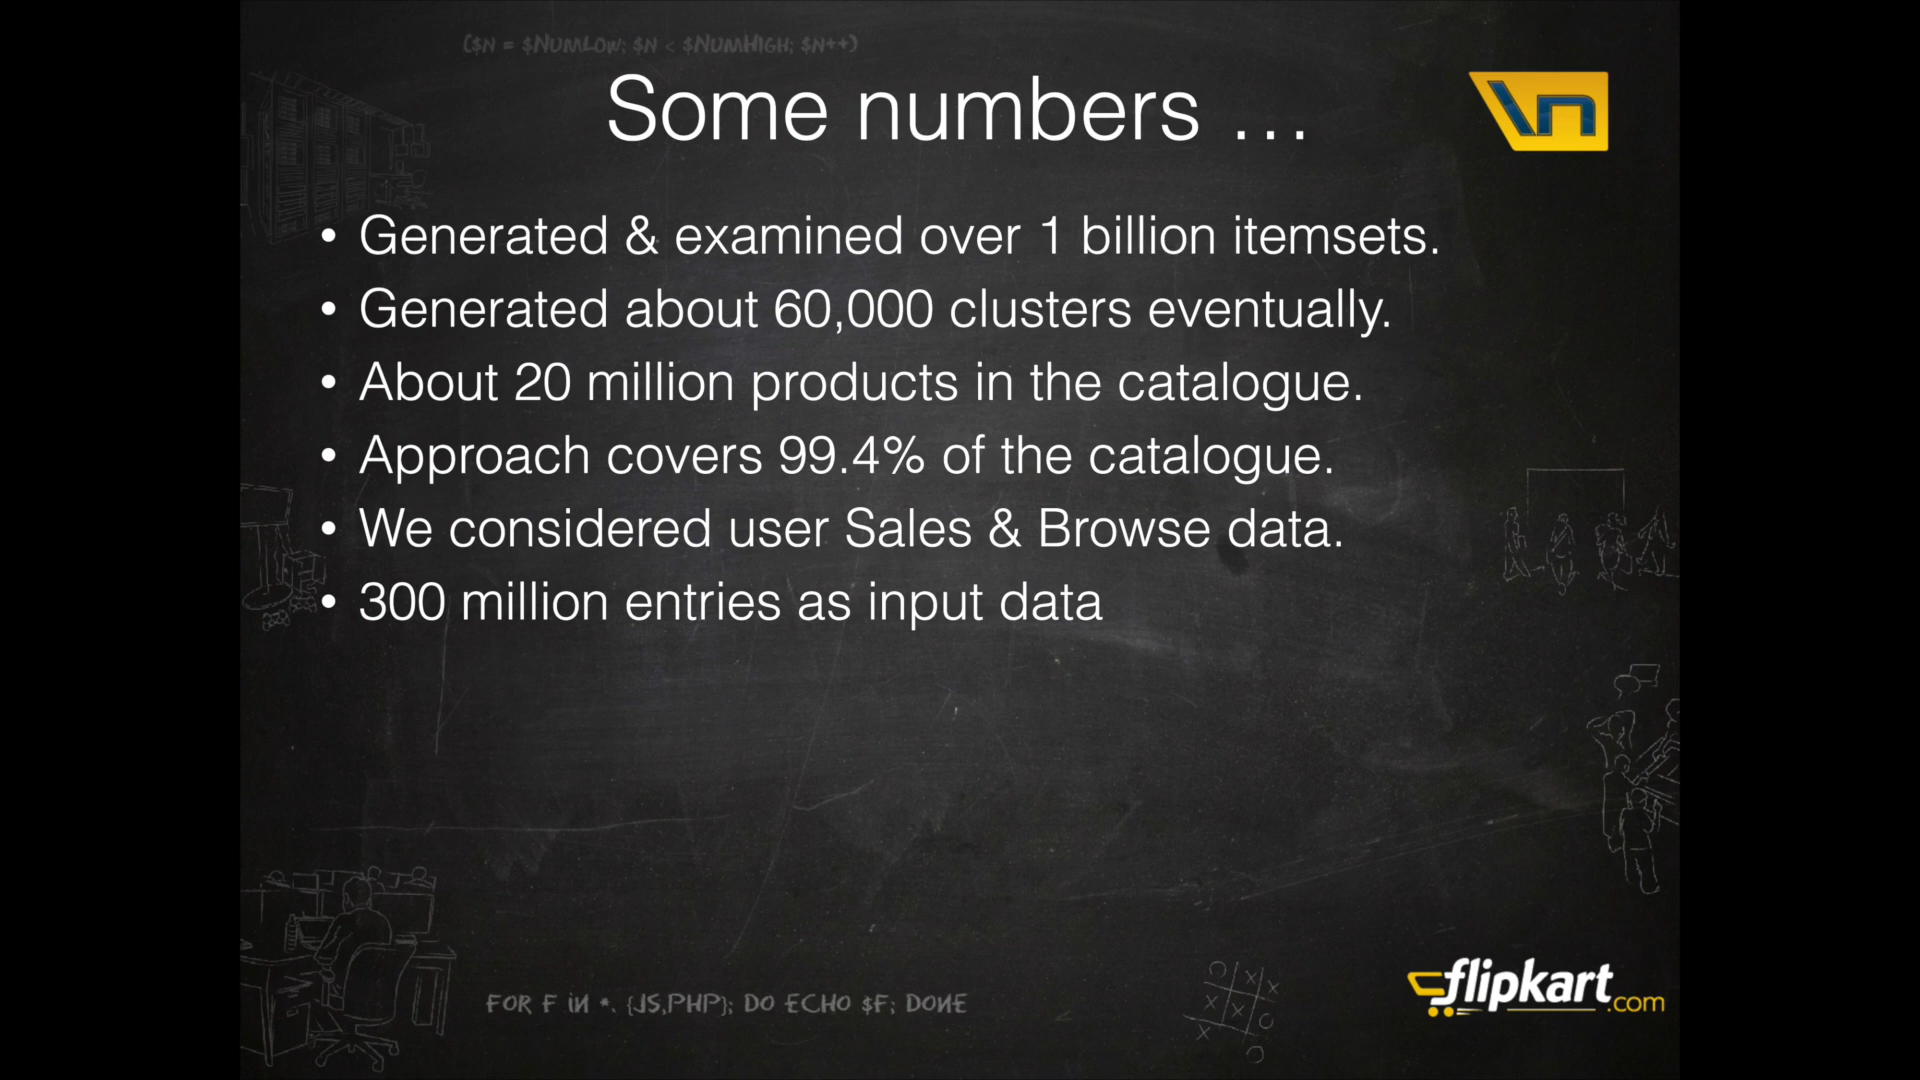 ($N = $NUMLOW; $N < $NUMHIGH; $N++)
Some numbers …
\n
• Generated & examined over 1 billion itemsets.
• Generated about 60,000 clusters eventually.
• About 20 million products in the catalogue.
• Approach covers 99.4% of the catalogue.
• We considered user Sales & Browse data.
• 300 million entries as input data
flipkart.com
FOR F IN *. {JS,PHP}; DO ECHO $F; DONE